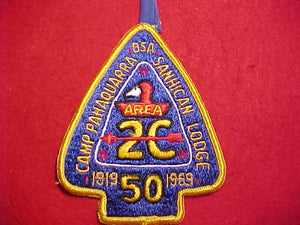 CAMP PAHAQUARRA BSA SANHICAN LODGE
AREA
2C
1919 50 1969